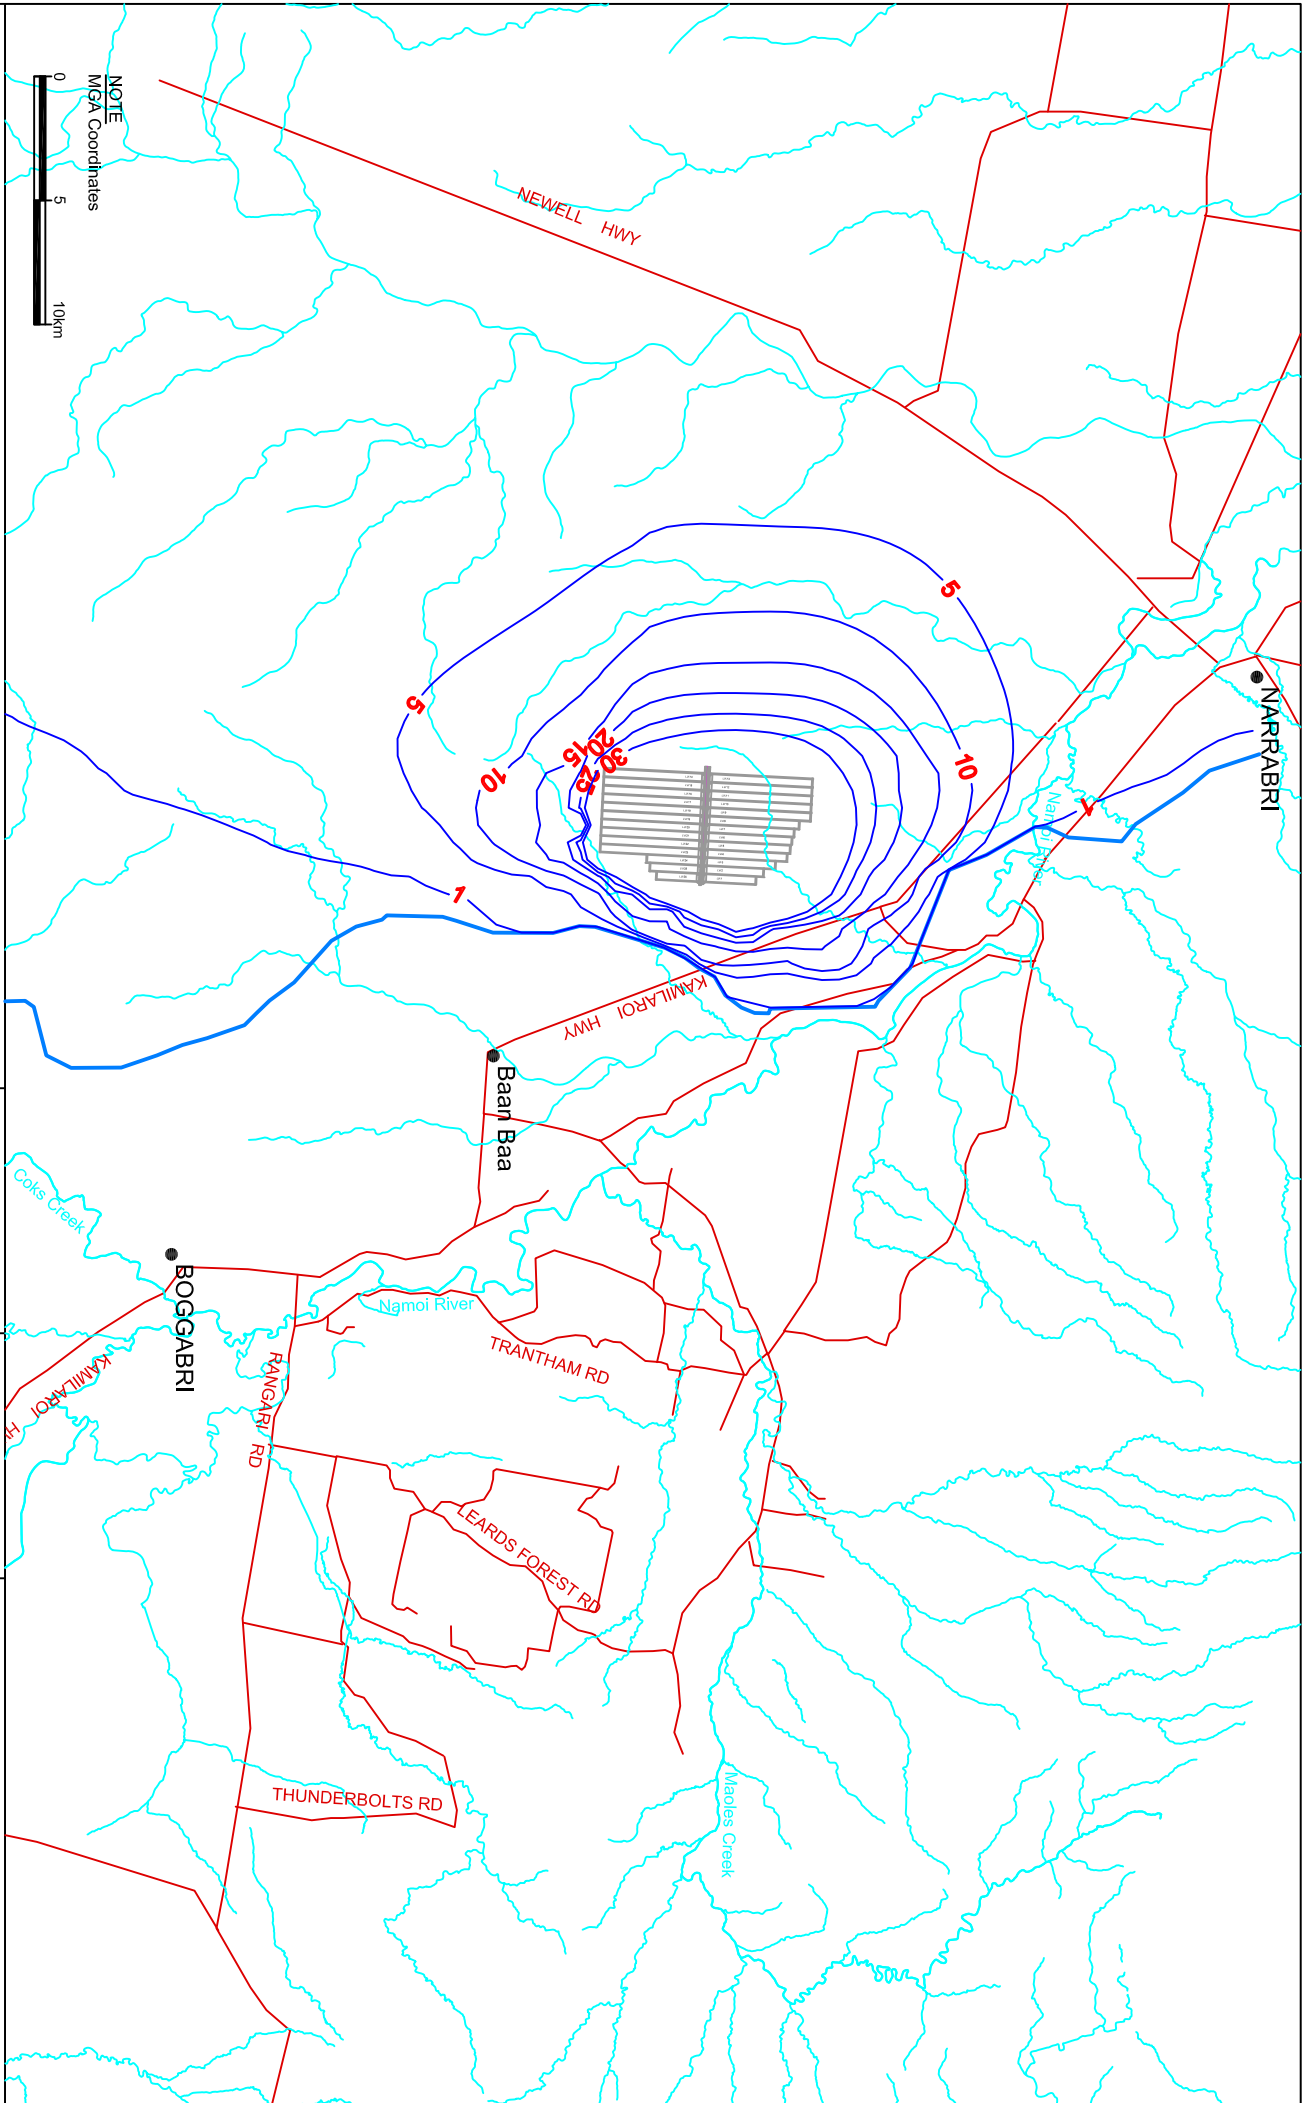 NOTE
MGA Coordinates
0
5
10km
NEWELL HWY
NARRABRI
Namoi River
5
5
10
10
15
20
25
30
1
1
KAMILAROI HWY
Baan Baa
Coks Creek
BOGGABRI
Namoi River
KAMILAROI
TRANTHAM RD
RANGARI RD
LEARDS FOREST RD
THUNDERBOLTS RD
Maoles Creek